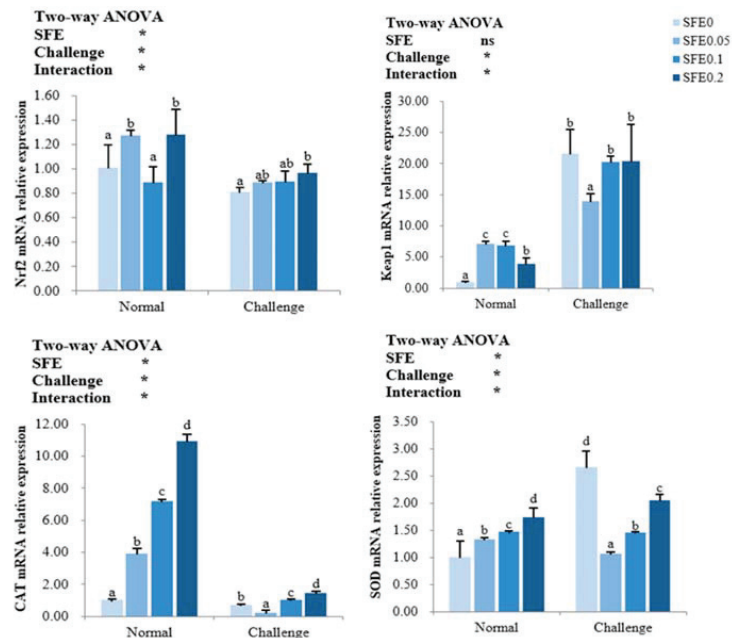 Two-way ANOVA
SFE *
Challenge *
Interaction *
Nrf2 mRNA relative expression
1.60
1.40
1.20
1.00
0.80
0.60
0.40
0.20
0.00
a b a b
a ab ab b
Normal Challenge
Two-way ANOVA
SFE ns
Challenge *
Interaction *
Keap1 mRNA relative expression
30.00
25.00
20.00
15.00
10.00
5.00
0.00
a c c b
b a b b
Normal Challenge
SFE0
SFE0.05
SFE0.1
SFE0.2
Two-way ANOVA
SFE *
Challenge *
Interaction *
CAT mRNA relative expression
12.00
10.00
8.00
6.00
4.00
2.00
0.00
a b c d
b a c d
Normal Challenge
Two-way ANOVA
SFE *
Challenge *
Interaction *
SOD mRNA relative expression
3.50
3.00
2.50
2.00
1.50
1.00
0.50
0.00
a b c d
d a b c
Normal Challenge